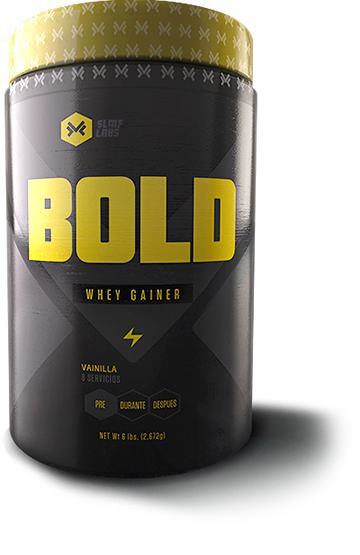 SLMF
LABS
BOLD
WHEY GAINER
VAINILLA
8 SERVICIOS
PRE DURANTE DESPUES
NET Wt 6 lbs. (2,672g)